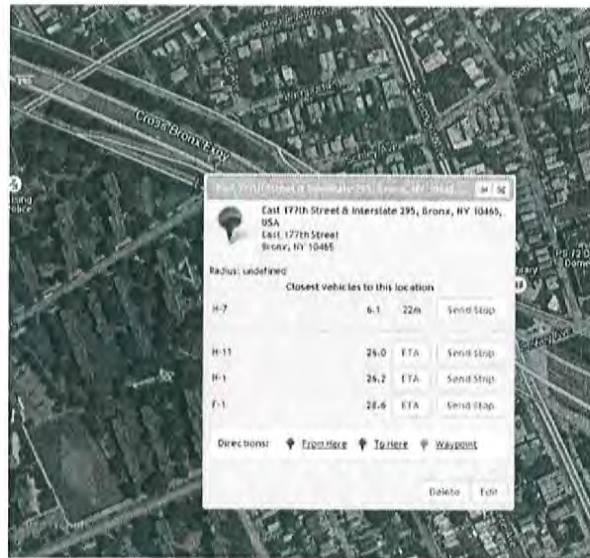 Cross Bronx Expy
East 177th Street & Interstate 295, Bronx, NY 10465,
USA
East 177th Street
Bronx, NY 10465
Radius: undefined
Closest vehicles to this location
H-7 6.1 22m Send Stop
H-11 26.0 ETA Send Stop
H-1 26.2 ETA Send Stop
F-1 28.6 ETA Send Stop
Directions: From Here To Here Waypoint
Delete Edit